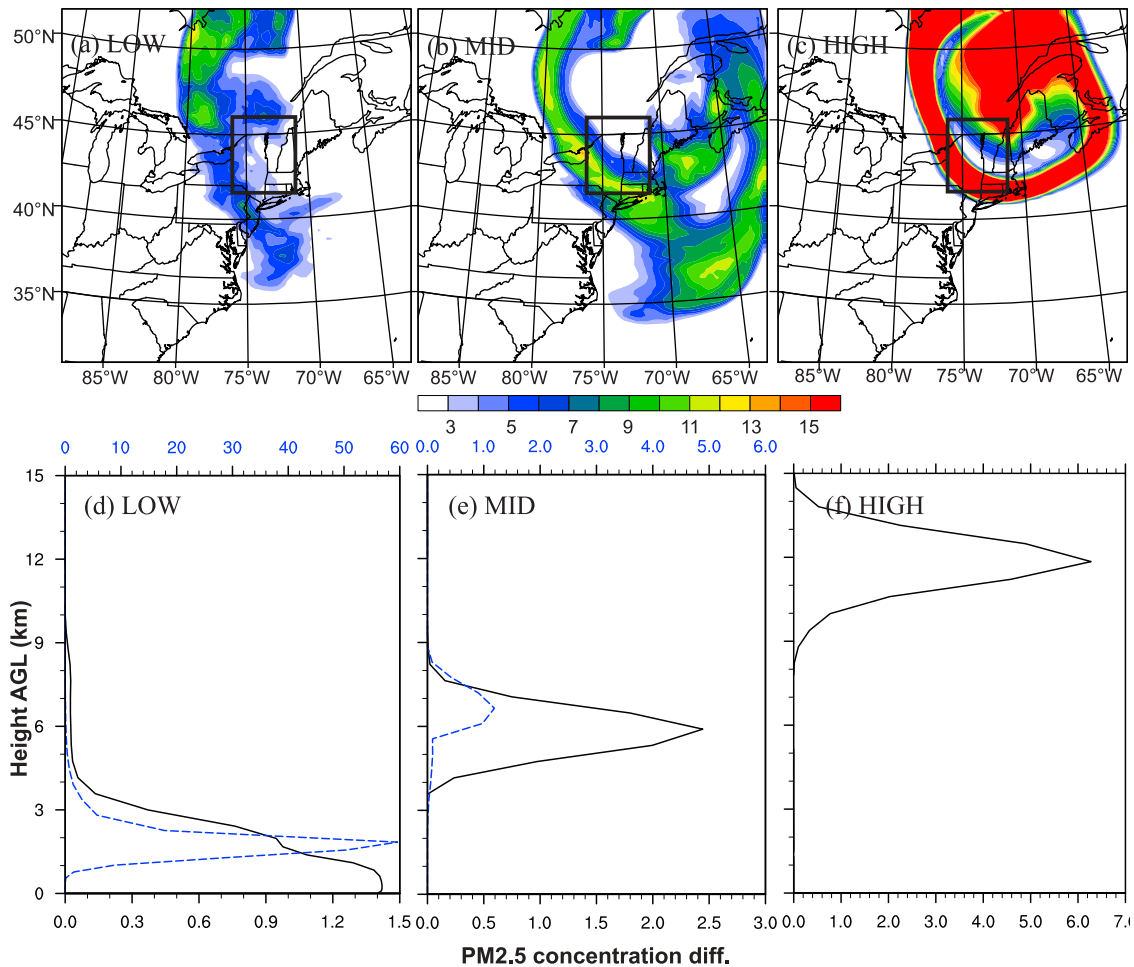 50°N
45°N
40°N
35°N
(a) LOW
(b) MID
(c) HIGH
85°W 80°W 75°W 70°W 65°W
85°W 80°W 75°W 70°W 65°W
85°W 80°W 75°W 70°W 65°W
3 5 7 9 11 13 15
0 10 20 30 40 50 60
0.0 1.0 2.0 3.0 4.0 5.0 6.0
(d) LOW
(e) MID
(f) HIGH
15
12
9
6
3
0
Height AGL (km)
0.0 0.3 0.6 0.9 1.2 1.5
0.0 0.5 1.0 1.5 2.0 2.5 3.0
0.0 1.0 2.0 3.0 4.0 5.0 6.0 7.0
PM2.5 concentration diff.